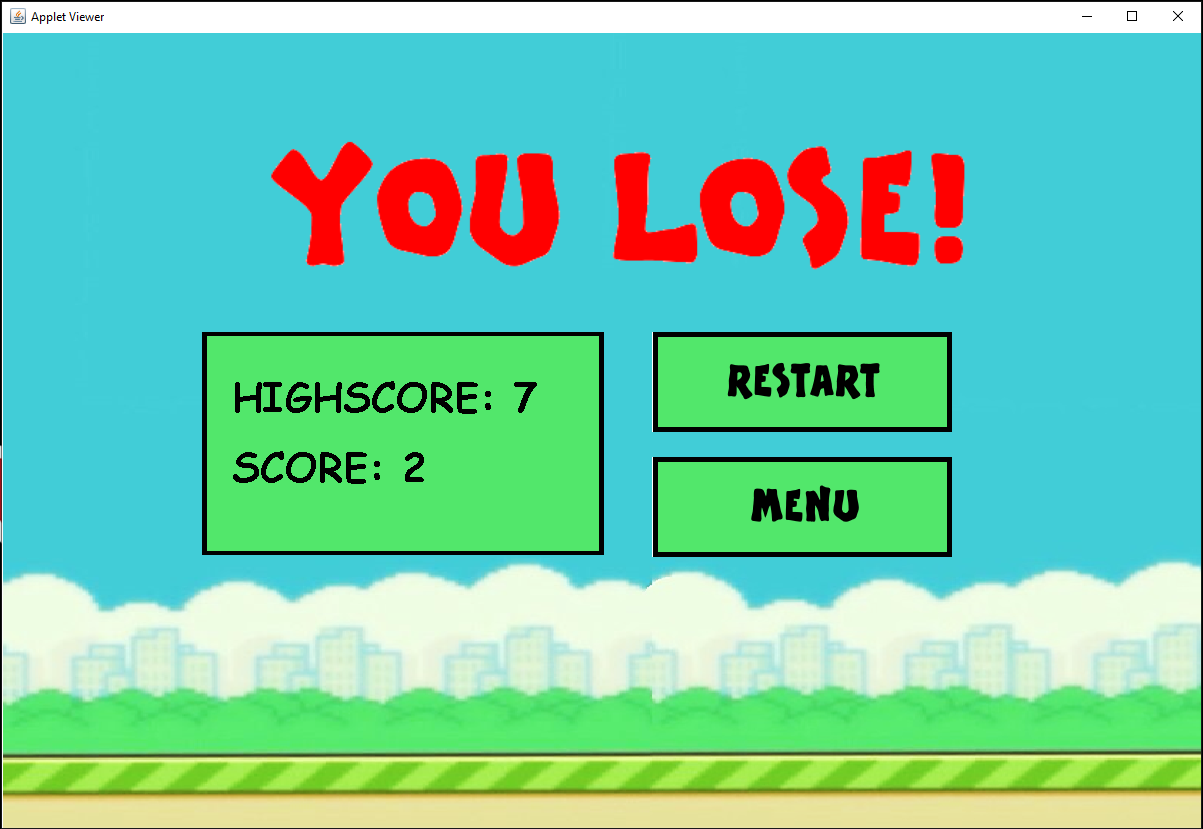 Applet Viewer
YOU LOSE!
HIGHSCORE: 7
SCORE: 2
RESTART
MENU